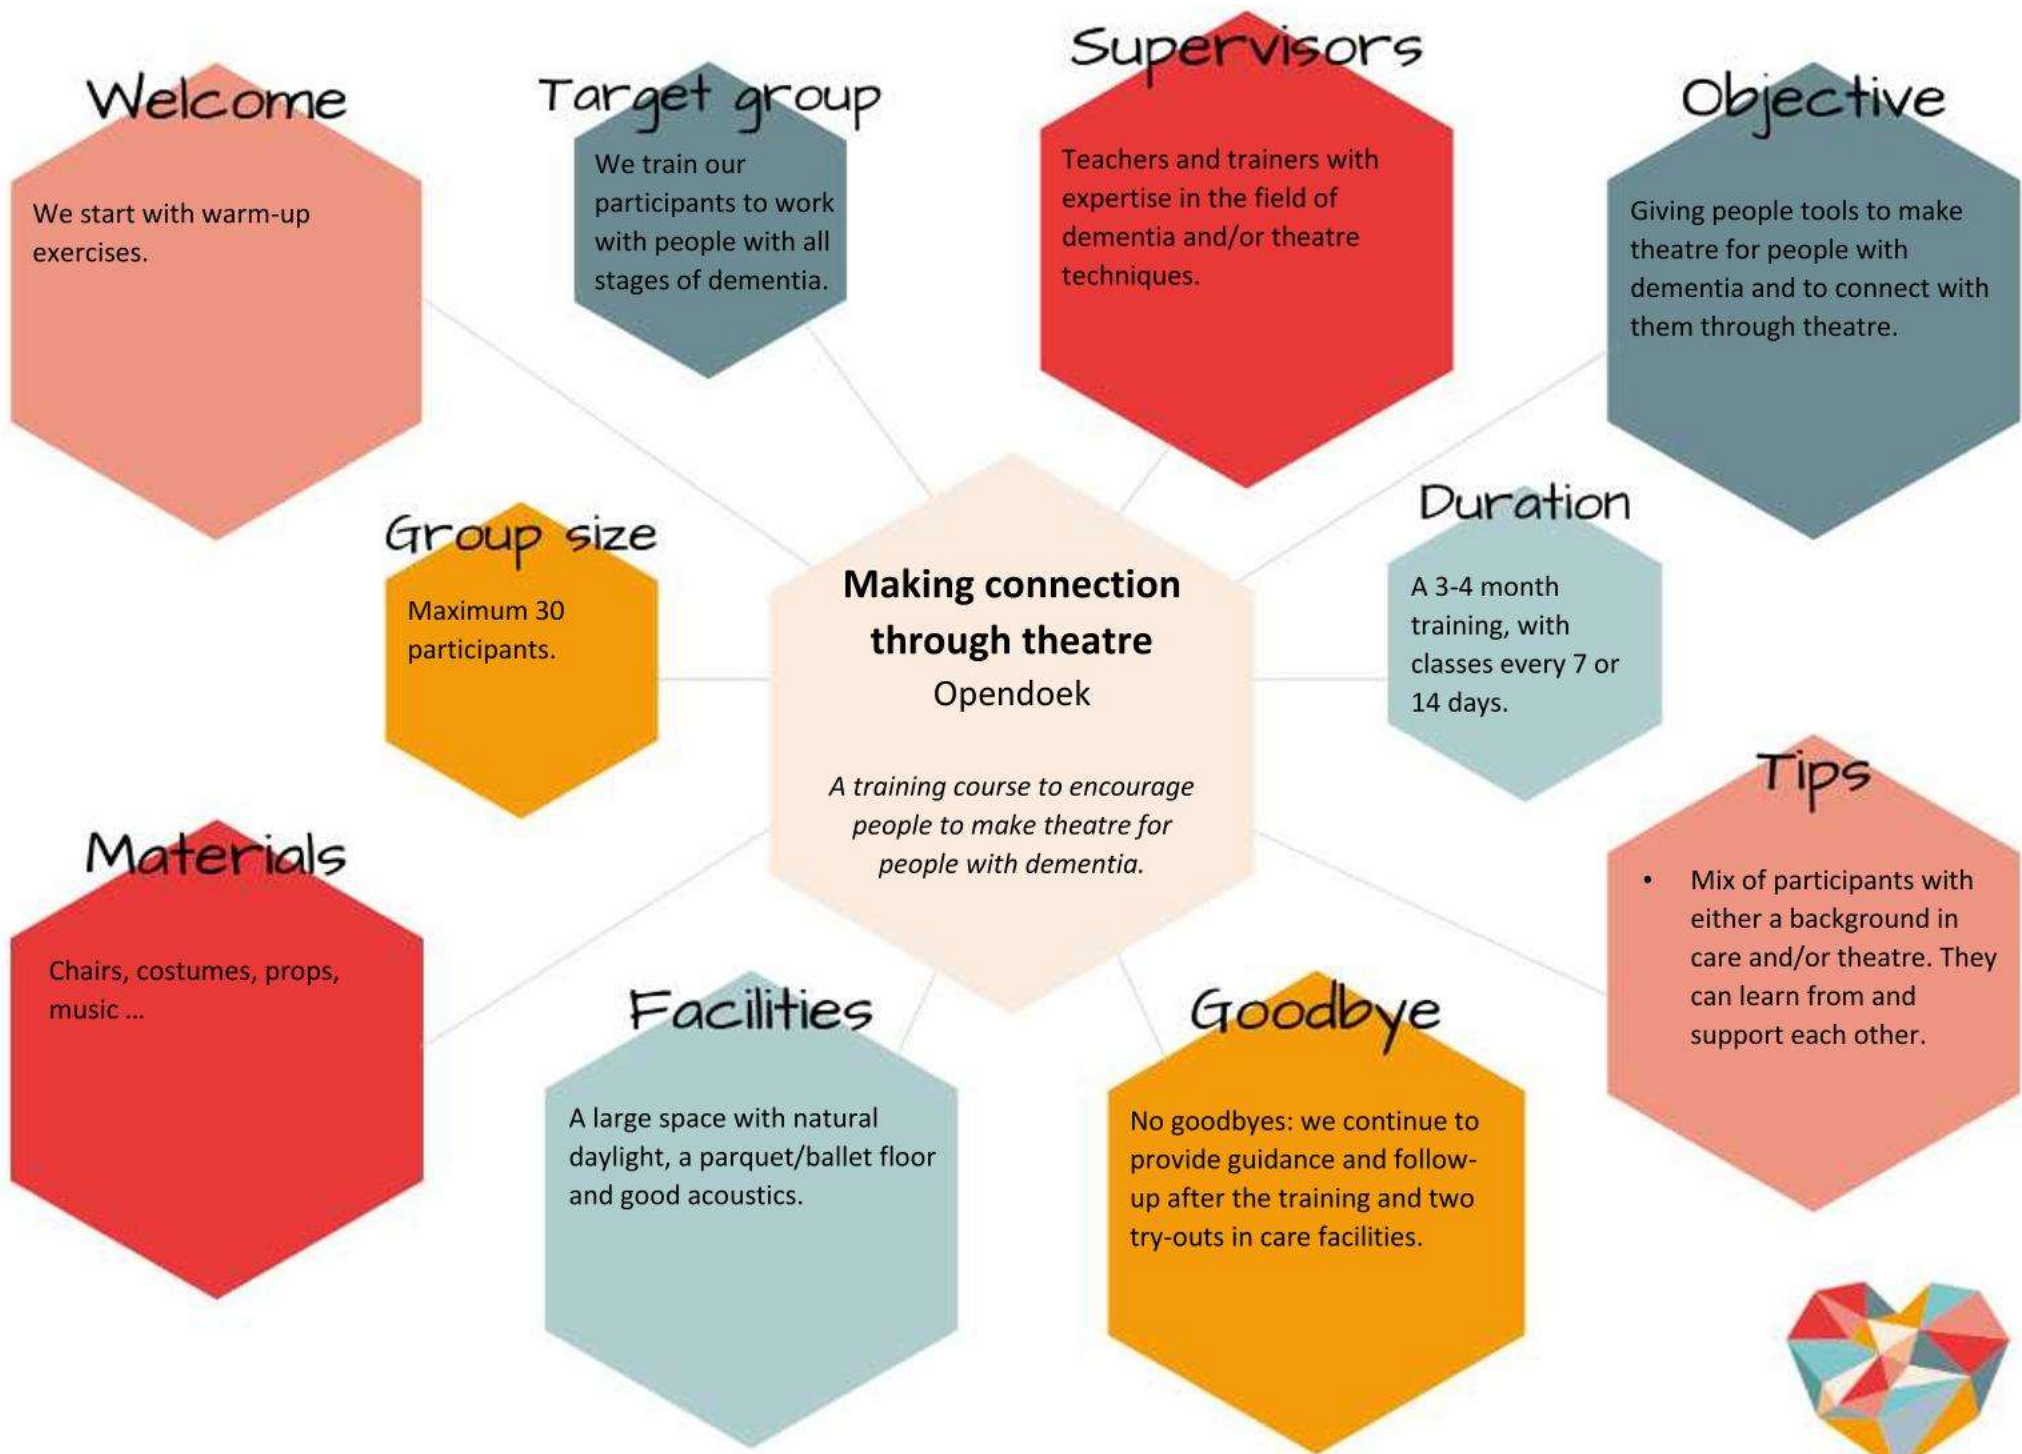 Welcome
We start with warm-up
exercises.
Target group
We train our
participants to work
with people with all
stages of dementia.
Supervisors
Teachers and trainers with
expertise in the field of
dementia and/or theatre
techniques.
Objective
Giving people tools to make
theatre for people with
dementia and to connect with
them through theatre.
Group size
Maximum 30
participants.
Making connection
through theatre
Opendoek
A training course to encourage
people to make theatre for
people with dementia.
Duration
A 3-4 month
training, with
classes every 7 or
14 days.
Materials
Chairs, costumes, props,
music ...
Facilities
A large space with natural
daylight, a parquet/ballet floor
and good acoustics.
Goodbye
No goodbyes: we continue to
provide guidance and follow-
up after the training and two
try-outs in care facilities.
Tips
• Mix of participants with
either a background in
care and/or theatre. They
can learn from and
support each other.